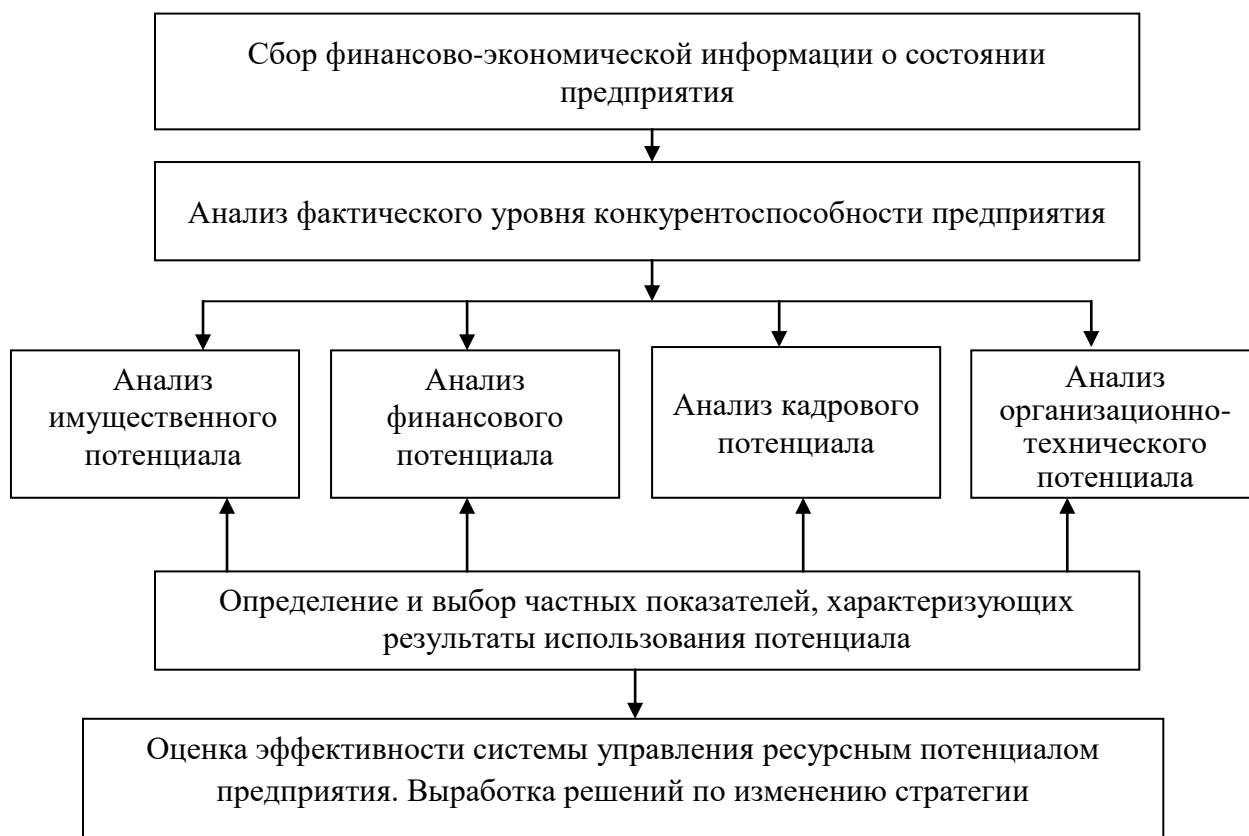 Сбор финансово-экономической информации о состоянии
предприятия
Анализ фактического уровня конкурентоспособности предприятия
Анализ
имущественного
потенциала
Анализ
финансового
потенциала
Анализ кадрового
потенциала
Анализ
организационно-
технического
потенциала
Определение и выбор частных показателей, характеризующих
результаты использования потенциала
Оценка эффективности системы управления ресурсным потенциалом
предприятия. Выработка решений по изменению стратегии